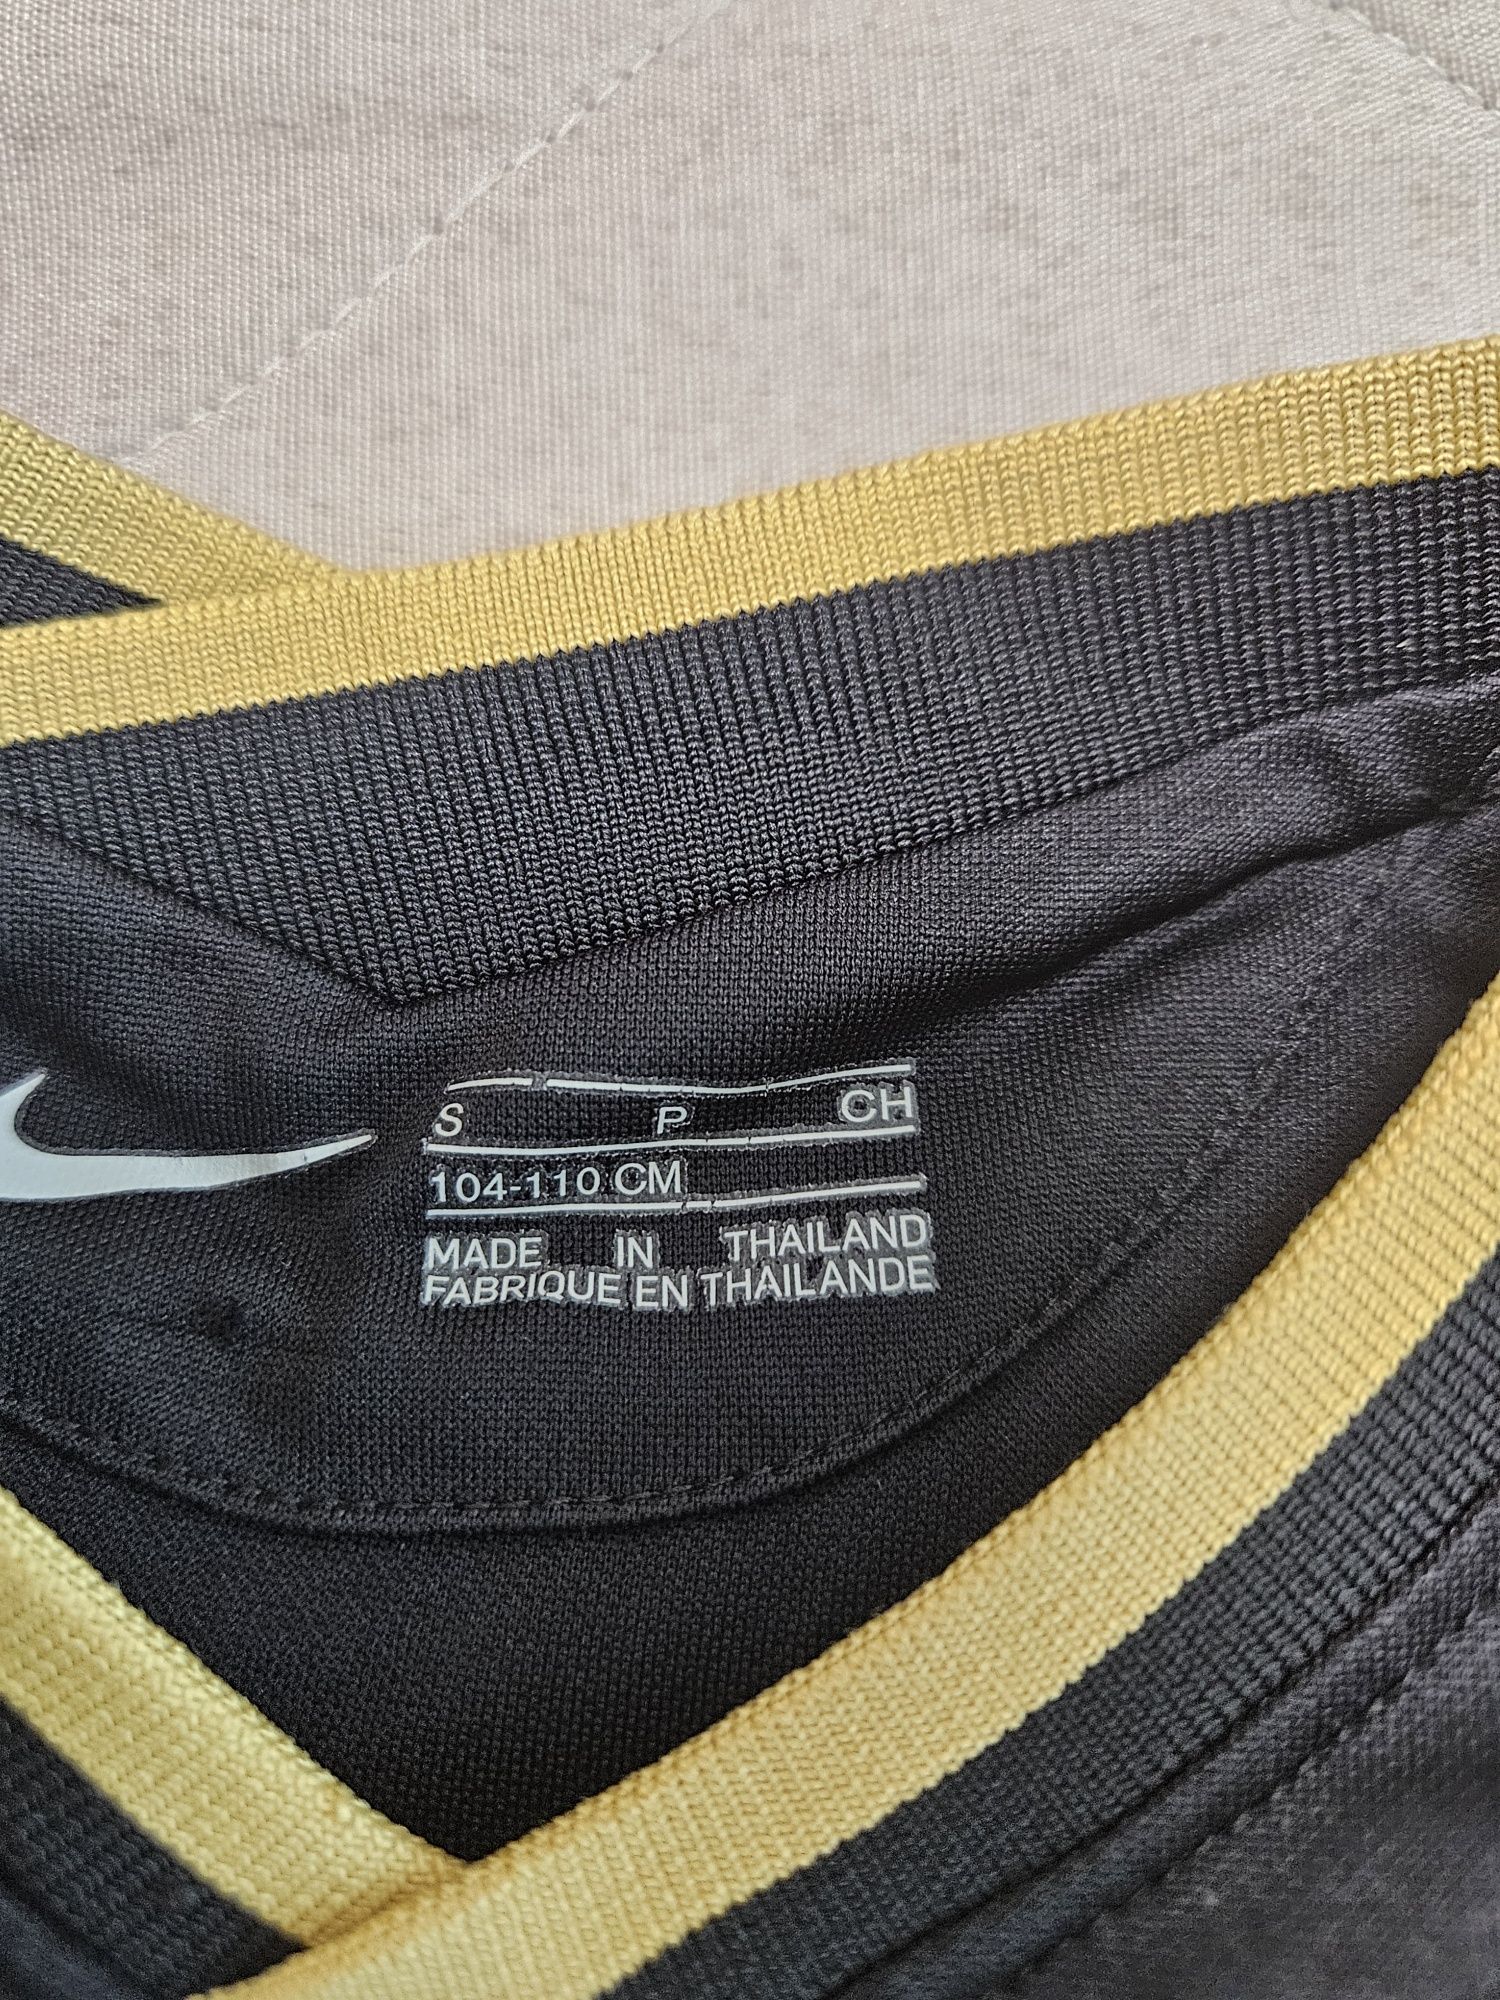 S P CH
104-110 CM
MADE IN THAILAND
FABRIQUE EN THAILANDE